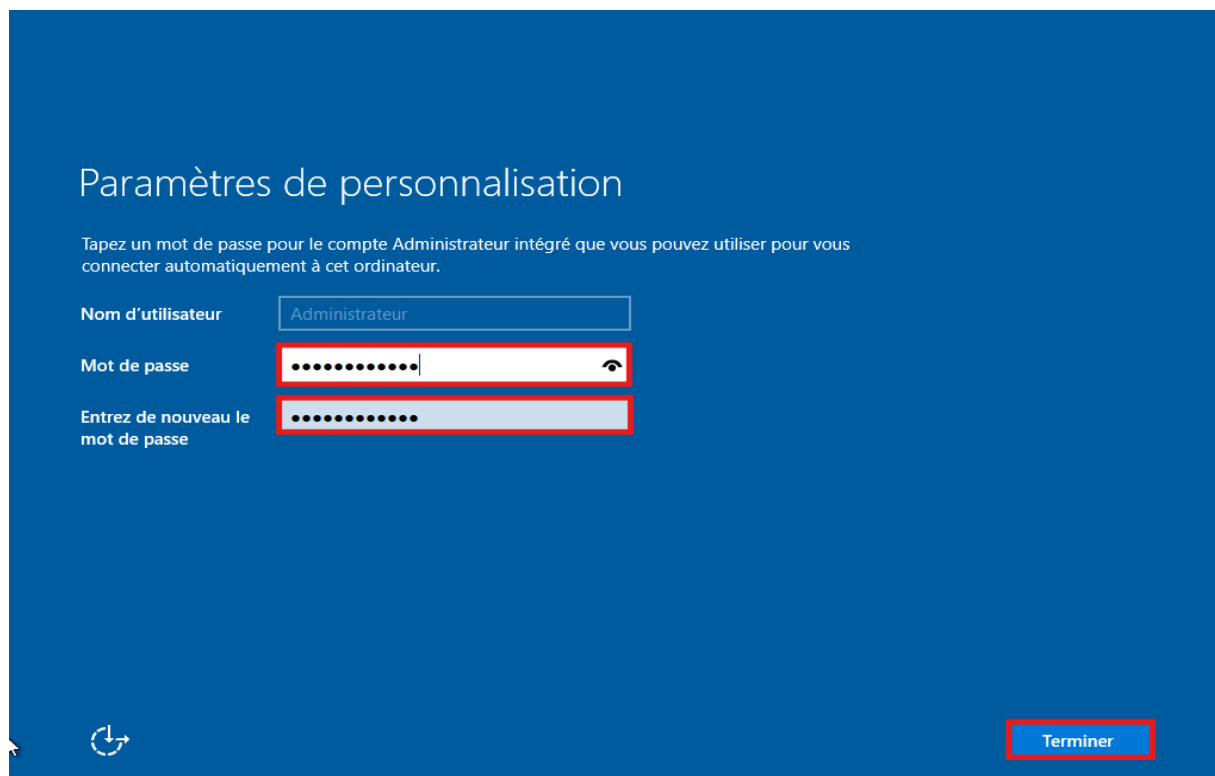 Paramètres de personnalisation
Tapez un mot de passe pour le compte Administrateur intégré que vous pouvez utiliser pour vous
connecter automatiquement à cet ordinateur.
Nom d’utilisateur
Administrateur
Mot de passe
••••••••••••
Entrez de nouveau le
mot de passe
••••••••••••
Terminer